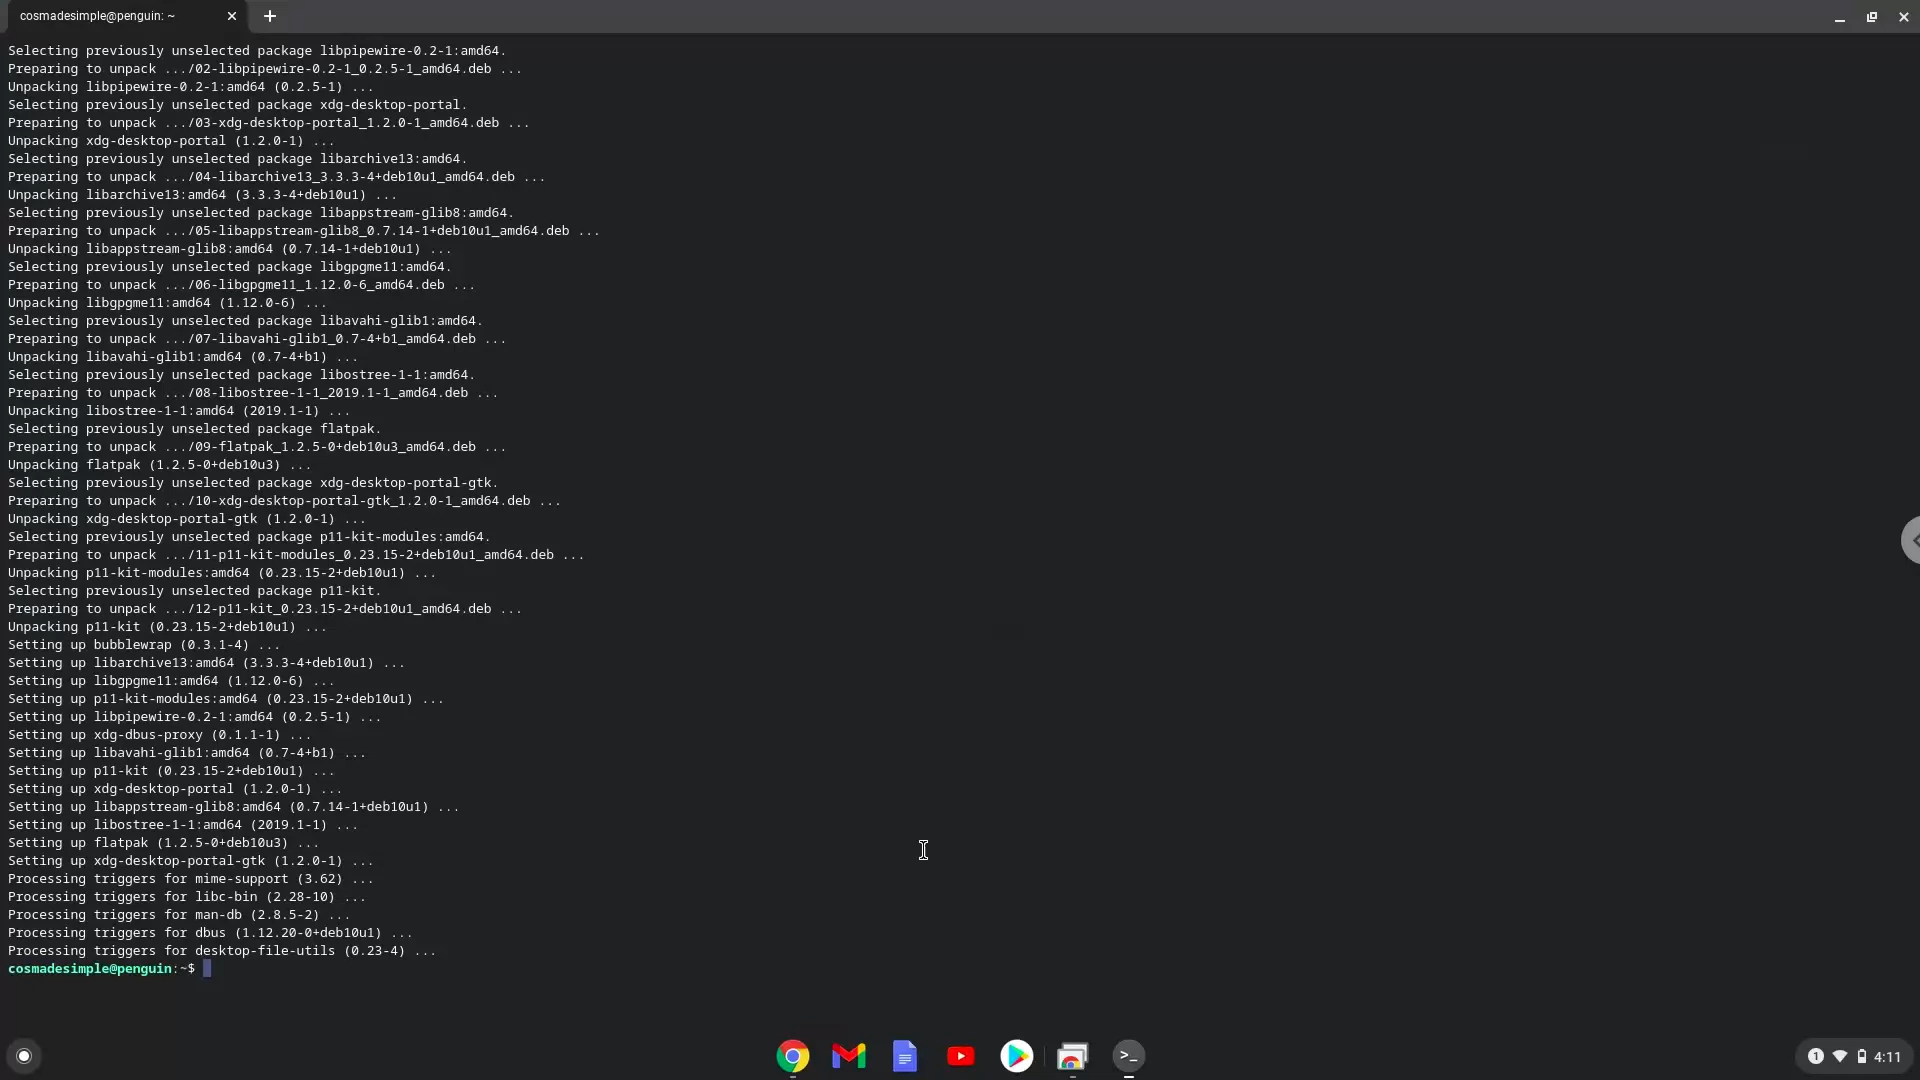 cosmadesimple@penguin: ~
Selecting previously unselected package libpipewire-0.2-1:amd64.
Preparing to unpack .../02-libpipewire-0.2-1_0.2.5-1_amd64.deb ...
Unpacking libpipewire-0.2-1:amd64 (0.2.5-1) ...
Selecting previously unselected package xdg-desktop-portal.
Preparing to unpack .../03-xdg-desktop-portal_1.2.0-1_amd64.deb ...
Unpacking xdg-desktop-portal (1.2.0-1) ...
Selecting previously unselected package libarchive13:amd64.
Preparing to unpack .../04-libarchive13_3.3.3-4+deb10u1_amd64.deb ...
Unpacking libarchive13:amd64 (3.3.3-4+deb10u1) ...
Selecting previously unselected package libappstream-glib8:amd64.
Preparing to unpack .../05-libappstream-glib8_0.7.14-1+deb10u1_amd64.deb ...
Unpacking libappstream-glib8:amd64 (0.7.14-1+deb10u1) ...
Selecting previously unselected package libgpgme11:amd64.
Preparing to unpack .../06-libgpgme11_1.12.0-6_amd64.deb ...
Unpacking libgpgme11:amd64 (1.12.0-6) ...
Selecting previously unselected package libavahi-glib1:amd64.
Preparing to unpack .../07-libavahi-glib1_0.7-4+b1_amd64.deb ...
Unpacking libavahi-glib1:amd64 (0.7-4+b1) ...
Selecting previously unselected package libostree-1-1:amd64.
Preparing to unpack .../08-libostree-1-1_2019.1-1_amd64.deb ...
Unpacking libostree-1-1:amd64 (2019.1-1) ...
Selecting previously unselected package flatpak.
Preparing to unpack .../09-flatpak_1.2.5-0+deb10u3_amd64.deb ...
Unpacking flatpak (1.2.5-0+deb10u3) ...
Selecting previously unselected package xdg-desktop-portal-gtk.
Preparing to unpack .../10-xdg-desktop-portal-gtk_1.2.0-1_amd64.deb ...
Unpacking xdg-desktop-portal-gtk (1.2.0-1) ...
Selecting previously unselected package p11-kit-modules:amd64.
Preparing to unpack .../11-p11-kit-modules_0.23.15-2+deb10u1_amd64.deb ...
Unpacking p11-kit-modules:amd64 (0.23.15-2+deb10u1) ...
Selecting previously unselected package p11-kit.
Preparing to unpack .../12-p11-kit_0.23.15-2+deb10u1_amd64.deb ...
Unpacking p11-kit (0.23.15-2+deb10u1) ...
Setting up bubblewrap (0.3.1-4) ...
Setting up libarchive13:amd64 (3.3.3-4+deb10u1) ...
Setting up libgpgme11:amd64 (1.12.0-6) ...
Setting up p11-kit-modules:amd64 (0.23.15-2+deb10u1) ...
Setting up libpipewire-0.2-1:amd64 (0.2.5-1) ...
Setting up xdg-dbus-proxy (0.1.1-1) ...
Setting up libavahi-glib1:amd64 (0.7-4+b1) ...
Setting up p11-kit (0.23.15-2+deb10u1) ...
Setting up xdg-desktop-portal (1.2.0-1) ...
Setting up libappstream-glib8:amd64 (0.7.14-1+deb10u1) ...
Setting up libostree-1-1:amd64 (2019.1-1) ...
Setting up flatpak (1.2.5-0+deb10u3) ...
Setting up xdg-desktop-portal-gtk (1.2.0-1) ...
Processing triggers for mime-support (3.62) ...
Processing triggers for libc-bin (2.28-10) ...
Processing triggers for man-db (2.8.5-2) ...
Processing triggers for dbus (1.12.20-0+deb10u1) ...
Processing triggers for desktop-file-utils (0.23-4) ...
cosmadesimple@penguin:~$
>_
1 4:11